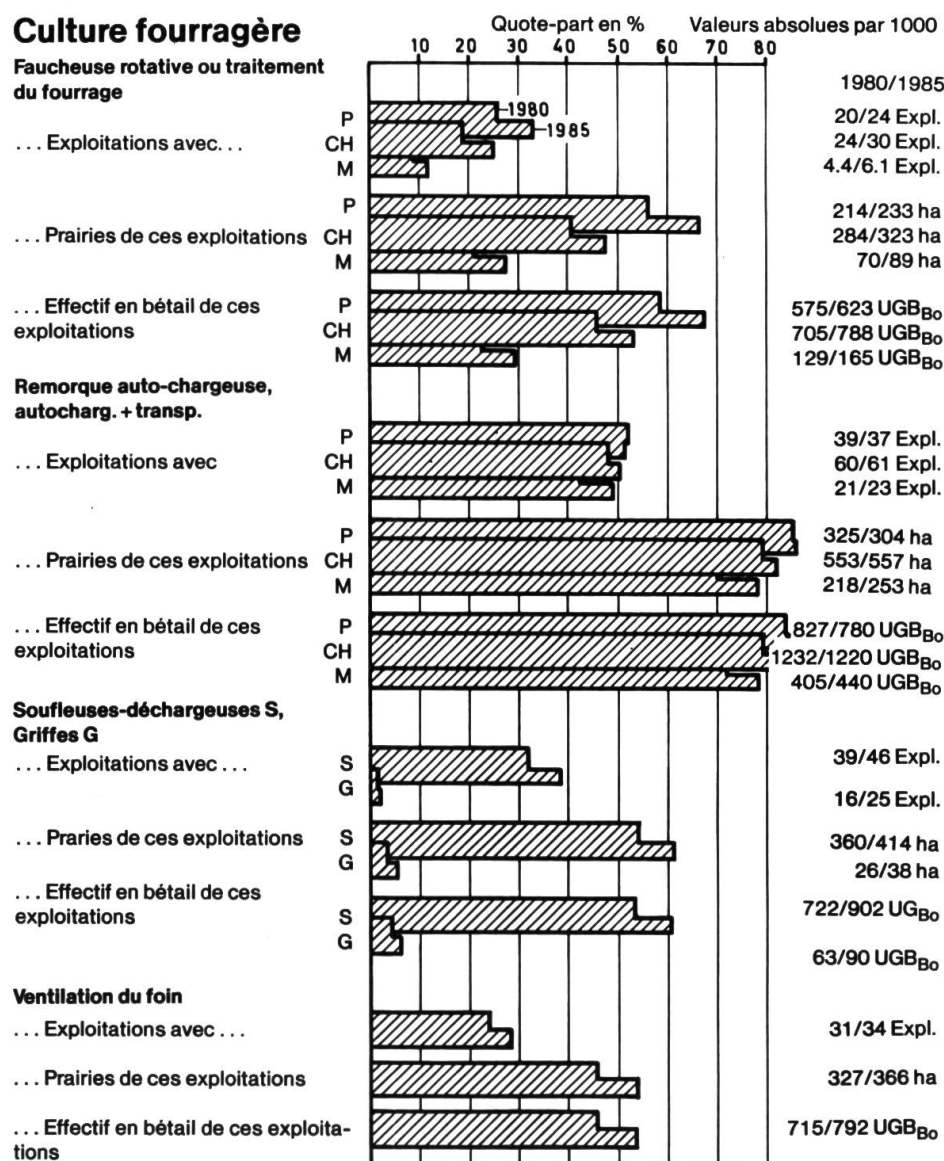 Culture fourragère
Quote-part en %
Valeurs absolues par 1000
10 20 30 40 50 60 70 80
Faucheuse rotative ou traitement
du fourrage
1980/1985
P 1980 20/24 Expl.
1985
... Exploitations avec... CH 24/30 Expl.
M 4.4/6.1 Expl.
P 214/233 ha
... Prairies de ces exploitations CH 284/323 ha
M 70/89 ha
... Effectif en bétail de ces P 575/623 UGBBo
exploitations CH 705/788 UGBBo
M 129/165 UGBBo
Remorque auto-chargeuse,
autocharg. + transp.
P 39/37 Expl.
... Exploitations avec CH 60/61 Expl.
M 21/23 Expl.
P 325/304 ha
... Prairies de ces exploitations CH 553/557 ha
M 218/253 ha
... Effectif en bétail de ces P 827/780 UGBBo
exploitations CH 1232/1220 UGBBo
M 405/440 UGBBo
Soufleuses-déchargeuses S,
Griffes G
... Exploitations avec ... S 39/46 Expl.
G 16/25 Expl.
... Praries de ces exploitations S 360/414 ha
G 26/38 ha
... Effectif en bétail de ces
exploitations S 722/902 UGBo
G 63/90 UGBBo
Ventilation du foin
... Exploitations avec ... 31/34 Expl.
... Prairies de ces exploitations 327/366 ha
... Effectif en bétail de ces exploita-
tions 715/792 UGBBo